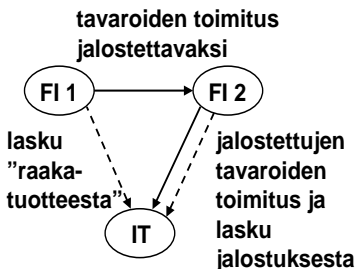 tavaroiden toimitus
jalostettavaksi
FI 1
FI 2
lasku
”raaka-
tuotteesta”
jalostettujen
tavaroiden
toimitus ja
lasku
jalostuksesta
IT